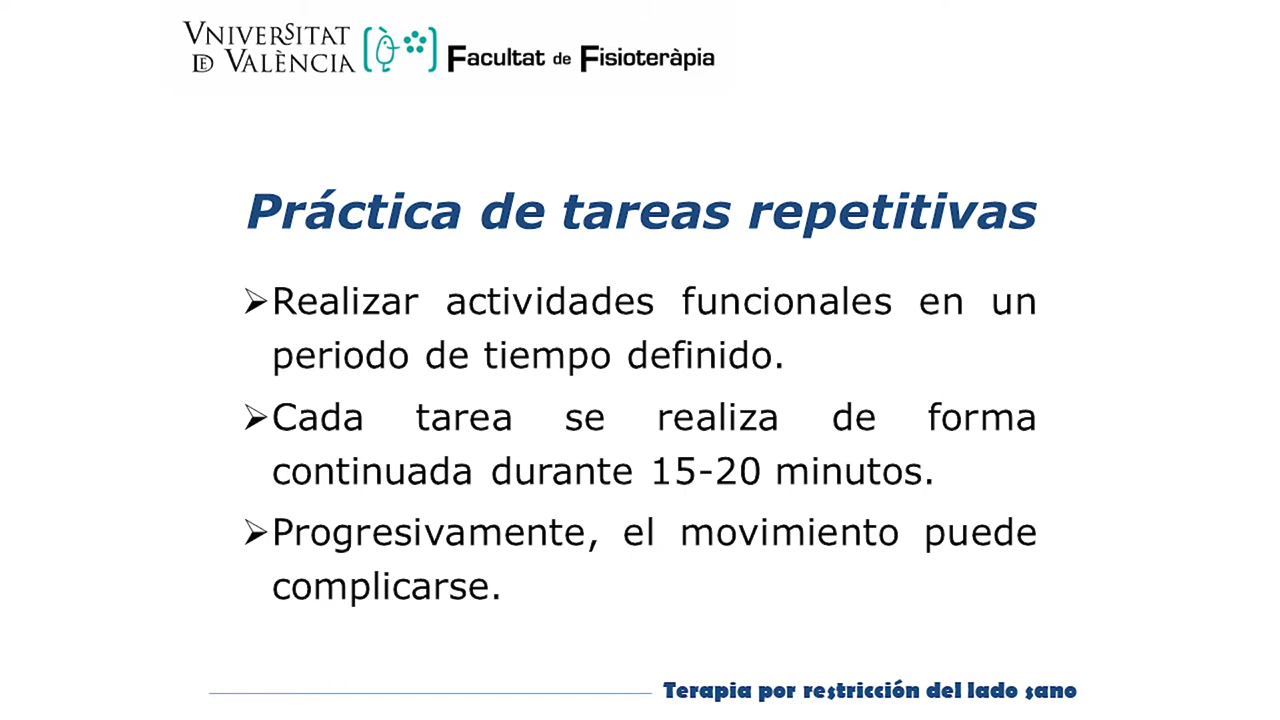 VNIVERSITAT
DE VALÈNCIA
Facultat de Fisioteràpia
Práctica de tareas repetitivas
➢Realizar actividades funcionales en un
periodo de tiempo definido.
➢Cada tarea se realiza de forma
continuada durante 15-20 minutos.
➢Progresivamente, el movimiento puede
complicarse.
Terapia por restricción del lado sano